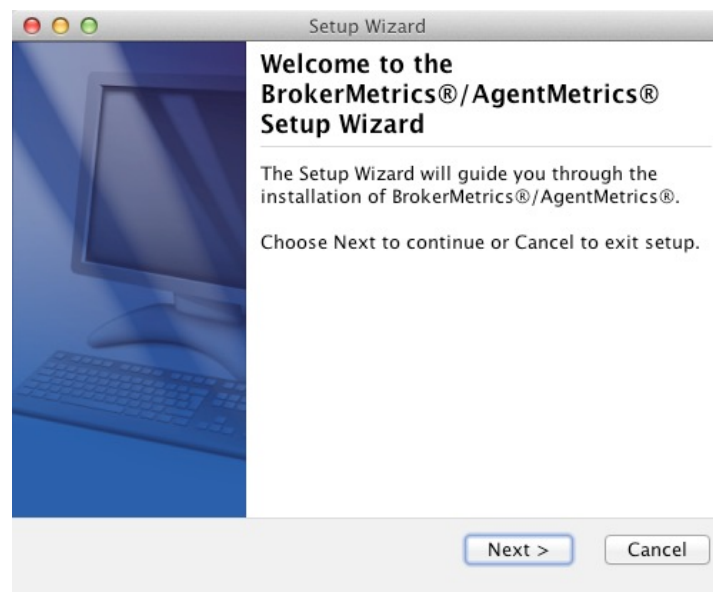 Setup Wizard
Welcome to the
BrokerMetrics®/AgentMetrics®
Setup Wizard
The Setup Wizard will guide you through the
installation of BrokerMetrics®/AgentMetrics®.
Choose Next to continue or Cancel to exit setup.
Next >
Cancel